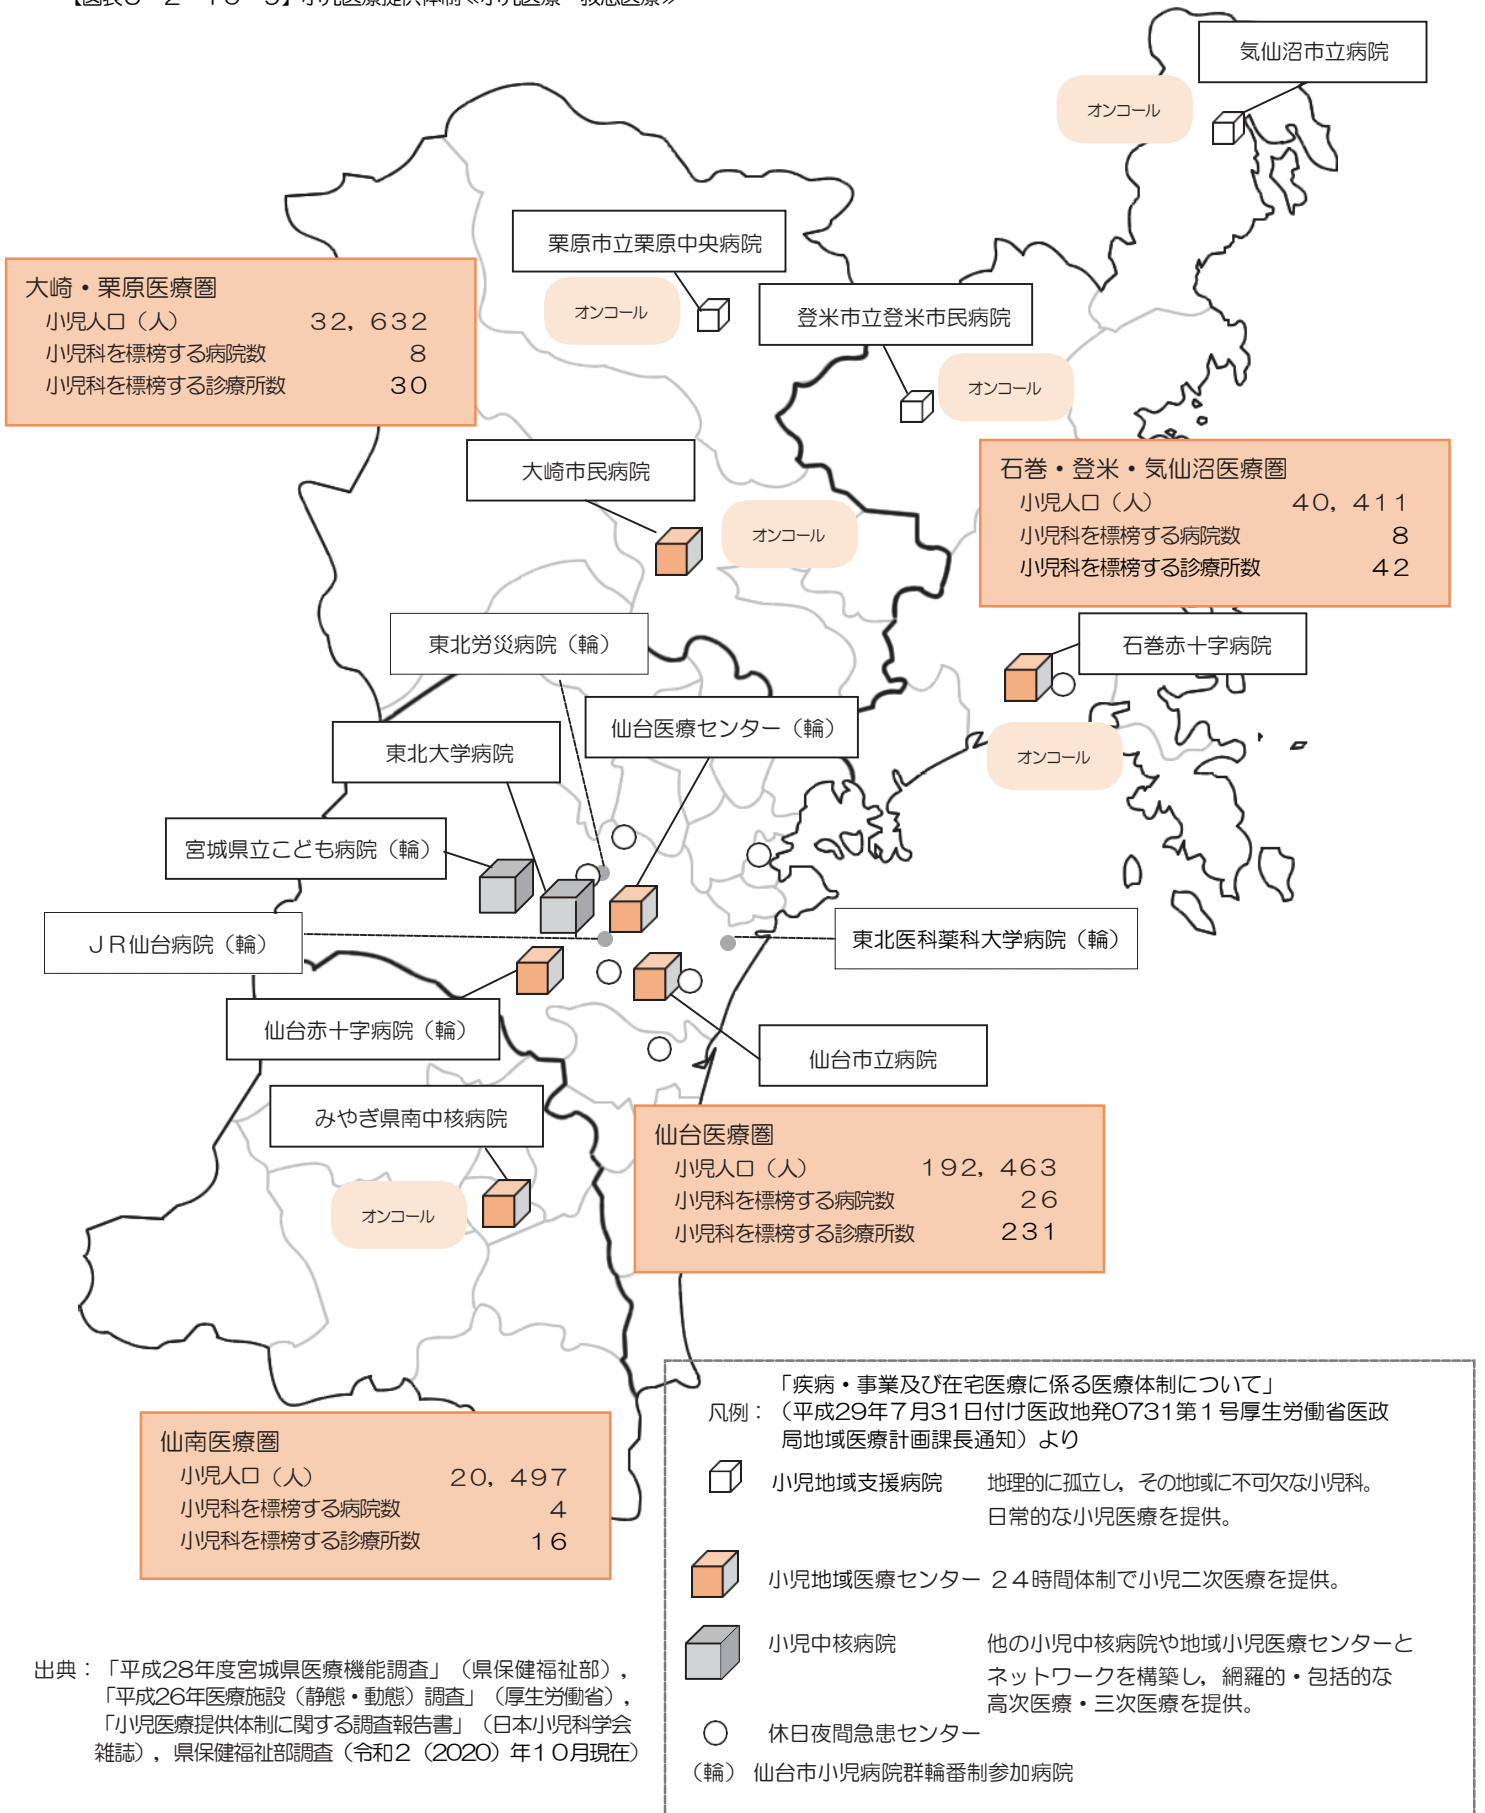 気仙沼市立病院
オンコール
栗原市立栗原中央病院
オンコール
登米市立登米市民病院
オンコール
大崎・栗原医療圏
小児人口（人） 32，632
小児科を標榜する病院数 8
小児科を標榜する診療所数 30
大崎市民病院
オンコール
石巻・登米・気仙沼医療圏
小児人口（人） 40，411
小児科を標榜する病院数 8
小児科を標榜する診療所数 42
東北労災病院（輪）
石巻赤十字病院
オンコール
仙台医療センター（輪）
東北大学病院
宮城県立こども病院（輪）
ＪＲ仙台病院（輪）
東北医科薬科大学病院（輪）
仙台赤十字病院（輪）
仙台市立病院
みやぎ県南中核病院
オンコール
仙台医療圏
小児人口（人） 192，463
小児科を標榜する病院数 26
小児科を標榜する診療所数 231
仙南医療圏
小児人口（人） 20，497
小児科を標榜する病院数 4
小児科を標榜する診療所数 16
「疾病・事業及び在宅医療に係る医療体制について」
凡例：（平成29年７月31日付け医政地発0731第１号厚生労働省医政
局地域医療計画課長通知）より
小児地域支援病院 地理的に孤立し，その地域に不可欠な小児科。
日常的な小児医療を提供。
小児地域医療センター ２４時間体制で小児二次医療を提供。
小児中核病院 他の小児中核病院や地域小児医療センターと
ネットワークを構築し，網羅的・包括的な
高次医療・三次医療を提供。
休日夜間急患センター
（輪） 仙台市小児病院群輪番制参加病院
出典：「平成28年度宮城県医療機能調査」（県保健福祉部），
「平成26年医療施設（静態・動態）調査」（厚生労働省），
「小児医療提供体制に関する調査報告書」（日本小児科学会
雑誌），県保健福祉部調査（令和２（2020）年１０月現在）